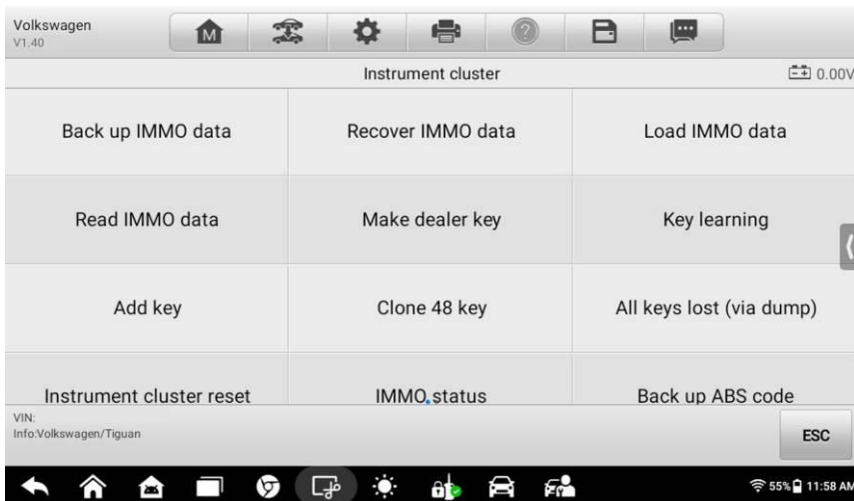 Volkswagen
V1.40
M
?
Instrument cluster
0.00V
Back up IMMO data
Recover IMMO data
Load IMMO data
Read IMMO data
Make dealer key
Key learning
Add key
Clone 48 key
All keys lost (via dump)
Instrument cluster reset
IMMO status
Back up ABS code
VIN:
Info:Volkswagen/Tiguan
ESC
55%
11:58 AM